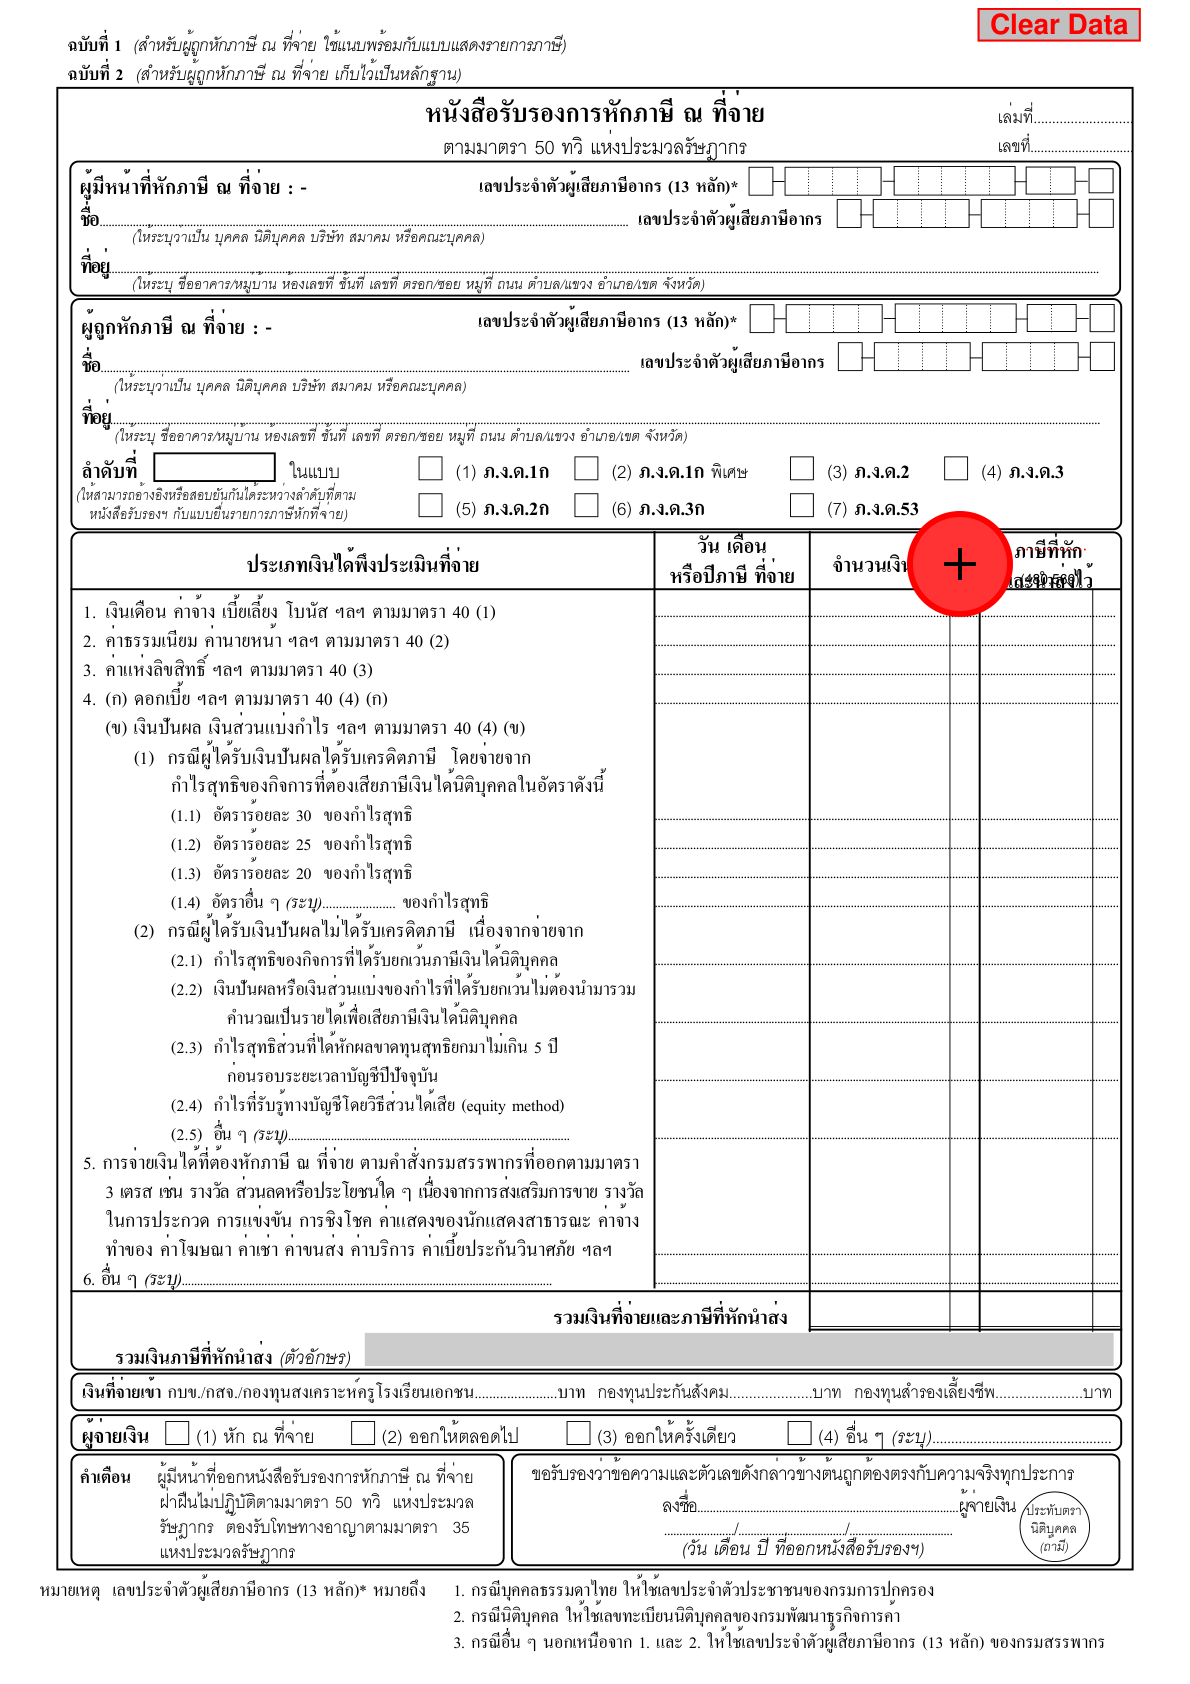 Clear Data
ฉบับที่ 1 (สำหรับผู้ถูกหักภาษี ณ ที่จ่าย ใช้แนบพร้อมกับแบบแสดงรายการภาษี)
ฉบับที่ 2 (สำหรับผู้ถูกหักภาษี ณ ที่จ่าย เก็บไว้เป็นหลักฐาน)
หนังสือรับรองการหักภาษี ณ ที่จ่าย
เล่มที่..........................
ตามมาตรา 50 ทวิ แห่งประมวลรัษฎากร
เลขที่............................
ผู้มีหน้าที่หักภาษี ณ ที่จ่าย : - เลขประจำตัวผู้เสียภาษีอากร (13 หลัก)*
ชื่อ.......................... เลขประจำตัวผู้เสียภาษีอากร
(ให้ระบุว่าเป็น บุคคล นิติบุคคล บริษัท สมาคม หรือคณะบุคคล)
ที่อยู่..........................
(ให้ระบุ ชื่ออาคาร/หมู่บ้าน ห้องเลขที่ ชั้นที่ เลขที่ ตรอก/ซอย หมู่ที่ ถนน ตำบล/แขวง อำเภอ/เขต จังหวัด)
ผู้ถูกหักภาษี ณ ที่จ่าย : - เลขประจำตัวผู้เสียภาษีอากร (13 หลัก)*
ชื่อ.......................... เลขประจำตัวผู้เสียภาษีอากร
(ให้ระบุว่าเป็น บุคคล นิติบุคคล บริษัท สมาคม หรือคณะบุคคล)
ที่อยู่..........................
(ให้ระบุ ชื่ออาคาร/หมู่บ้าน ห้องเลขที่ ชั้นที่ เลขที่ ตรอก/ซอย หมู่ที่ ถนน ตำบล/แขวง อำเภอ/เขต จังหวัด)
ลำดับที่ ในแบบ (1) ภ.ง.ด.1ก (2) ภ.ง.ด.1ก พิเศษ (3) ภ.ง.ด.2 (4) ภ.ง.ด.3
(ให้สามารถอ้างอิงหรือสอบยันกันได้ระหว่างลำดับที่ตาม
หนังสือรับรองฯ กับแบบยื่นรายการภาษีหักที่จ่าย)
(5) ภ.ง.ด.2ก (6) ภ.ง.ด.3ก (7) ภ.ง.ด.53
ประเภทเงินได้พึงประเมินที่จ่าย
วัน เดือน
หรือปีภาษี ที่จ่าย
จำนวนเงิน
ภาษีที่หัก
และนำส่งไว้
1. เงินเดือน ค่าจ้าง เบี้ยเลี้ยง โบนัส ฯลฯ ตามมาตรา 40 (1)
2. ค่าธรรมเนียม ค่านายหน้า ฯลฯ ตามมาตรา 40 (2)
3. ค่าแห่งลิขสิทธิ์ ฯลฯ ตามมาตรา 40 (3)
4. (ก) ดอกเบี้ย ฯลฯ ตามมาตรา 40 (4) (ก)
(ข) เงินปันผล เงินส่วนแบ่งกำไร ฯลฯ ตามมาตรา 40 (4) (ข)
(1) กรณีผู้ได้รับเงินปันผลได้รับเครดิตภาษี โดยจ่ายจาก
กำไรสุทธิของกิจการที่ต้องเสียภาษีเงินได้นิติบุคคลในอัตราดังนี้
(1.1) อัตราร้อยละ 30 ของกำไรสุทธิ
(1.2) อัตราร้อยละ 25 ของกำไรสุทธิ
(1.3) อัตราร้อยละ 20 ของกำไรสุทธิ
(1.4) อัตราอื่น ๆ (ระบุ)...................... ของกำไรสุทธิ
(2) กรณีผู้ได้รับเงินปันผลไม่ได้รับเครดิตภาษี เนื่องจากจ่ายจาก
(2.1) กำไรสุทธิของกิจการที่ได้รับยกเว้นภาษีเงินได้นิติบุคคล
(2.2) เงินปันผลหรือเงินส่วนแบ่งของกำไรที่ได้รับยกเว้นไม่ต้องนำมารวม
คำนวณเป็นรายได้เพื่อเสียภาษีเงินได้นิติบุคคล
(2.3) กำไรสุทธิส่วนที่ได้หักผลขาดทุนสุทธิยกมาไม่เกิน 5 ปี
ก่อนรอบระยะเวลาบัญชีปีปัจจุบัน
(2.4) กำไรที่รับรู้ทางบัญชีโดยวิธีส่วนได้เสีย (equity method)
(2.5) อื่น ๆ (ระบุ)..........................
5. การจ่ายเงินได้ที่ต้องหักภาษี ณ ที่จ่าย ตามคำสั่งกรมสรรพากรที่ออกตามมาตรา
3 เตรส เช่น รางวัล ส่วนลดหรือประโยชน์ใด ๆ เนื่องจากการส่งเสริมการขาย รางวัล
ในการประกวด การแข่งขัน การชิงโชค ค่าแสดงของนักแสดงสาธารณะ ค่าจ้าง
ทำของ ค่าโฆษณา ค่าเช่า ค่าขนส่ง ค่าบริการ ค่าเบี้ยประกันวินาศภัย ฯลฯ
6. อื่น ๆ (ระบุ)..........................
รวมเงินที่จ่ายและภาษีที่หักนำส่ง
รวมเงินภาษีที่หักนำส่ง (ตัวอักษร)
เงินที่จ่ายเข้า กบข./กสจ./กองทุนสงเคราะห์ครูโรงเรียนเอกชน......................บาท กองทุนประกันสังคม......................บาท กองทุนสำรองเลี้ยงชีพ......................บาท
ผู้จ่ายเงิน (1) หัก ณ ที่จ่าย (2) ออกให้ตลอดไป (3) ออกให้ครั้งเดียว (4) อื่น ๆ (ระบุ)..........................
คำเตือน ผู้มีหน้าที่ออกหนังสือรับรองการหักภาษี ณ ที่จ่าย
ฝ่าฝืนไม่ปฏิบัติตามมาตรา 50 ทวิ แห่งประมวล
รัษฎากร ต้องรับโทษทางอาญาตามมาตรา 35
แห่งประมวลรัษฎากร
ขอรับรองว่าข้อความและตัวเลขดังกล่าวข้างต้นถูกต้องตรงกับความจริงทุกประการ
ลงชื่อ..........................ผู้จ่ายเงิน
................../........................../..........................
(วัน เดือน ปี ที่ออกหนังสือรับรองฯ)
ประทับตรา
นิติบุคคล
(ถ้ามี)
หมายเหตุ เลขประจำตัวผู้เสียภาษีอากร (13 หลัก)* หมายถึง 1. กรณีบุคคลธรรมดาไทย ให้ใช้เลขประจำตัวประชาชนของกรมการปกครอง
2. กรณีนิติบุคคล ให้ใช้เลขทะเบียนนิติบุคคลของกรมพัฒนาธุรกิจการค้า
3. กรณีอื่น ๆ นอกเหนือจาก 1. และ 2. ให้ใช้เลขประจำตัวผู้เสียภาษีอากร (13 หลัก) ของกรมสรรพากร